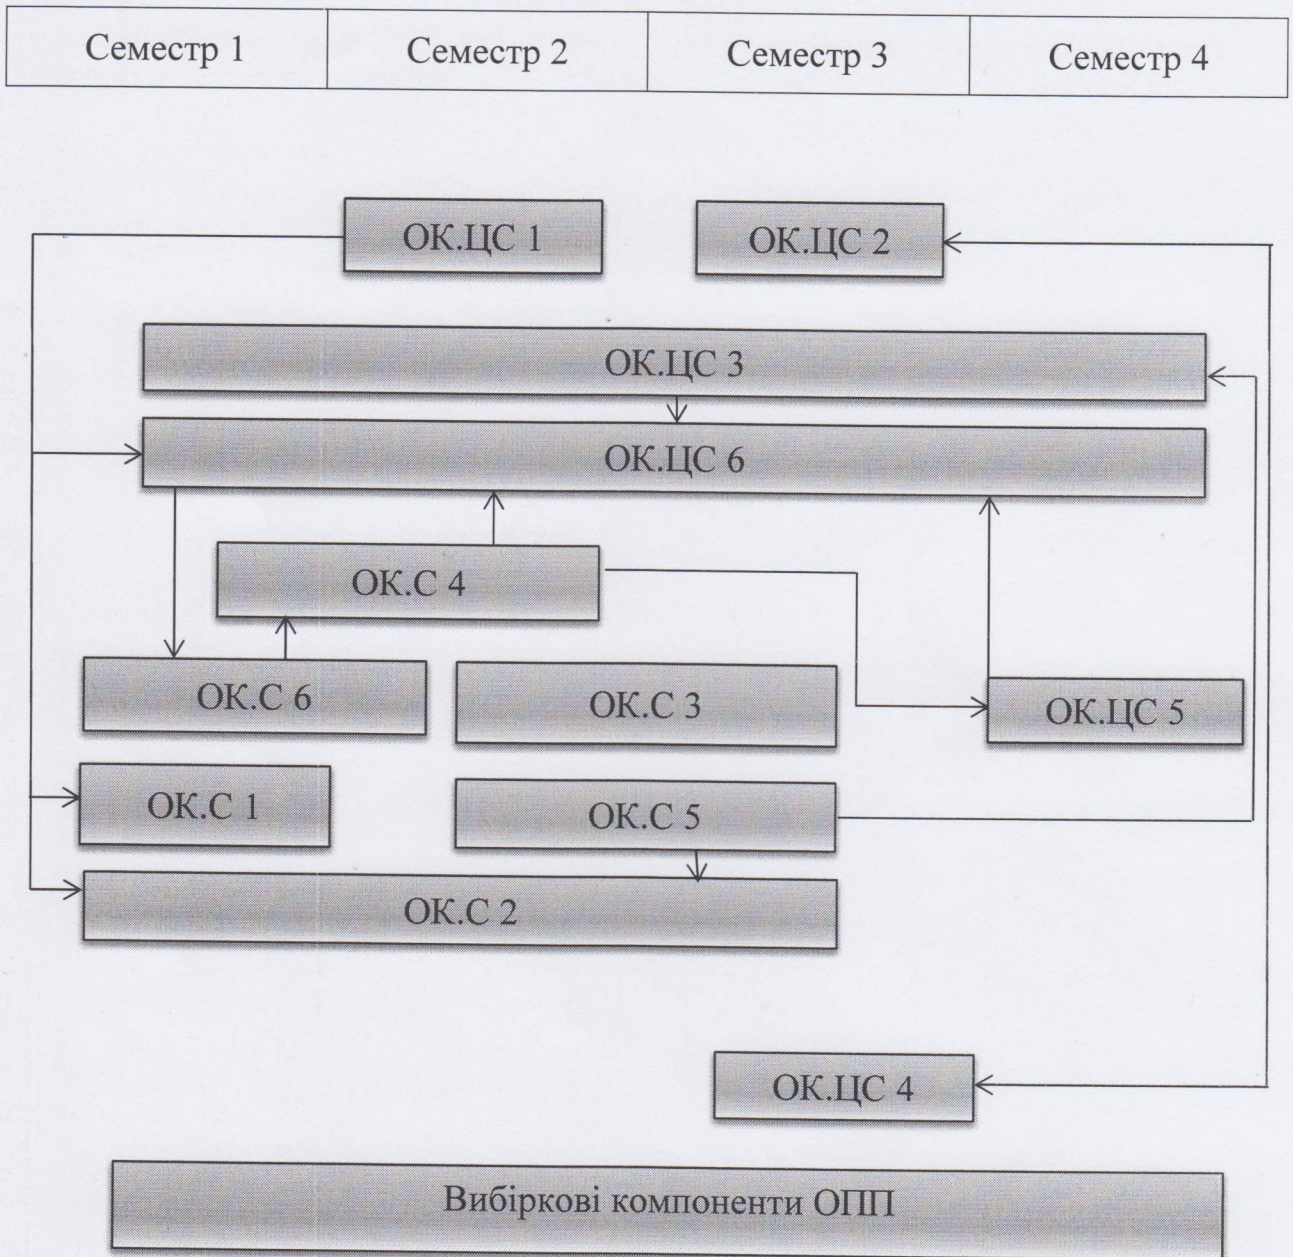 Семестр 1 Семестр 2 Семестр 3 Семестр 4
ОК.ЦС 1 ОК.ЦС 2
ОК.ЦС 3
ОК.ЦС 6
ОК.С 4
ОК.С 6 ОК.С 3 ОК.ЦС 5
ОК.С 1 ОК.С 5
ОК.С 2
ОК.ЦС 4
Вибіркові компоненти ОПП